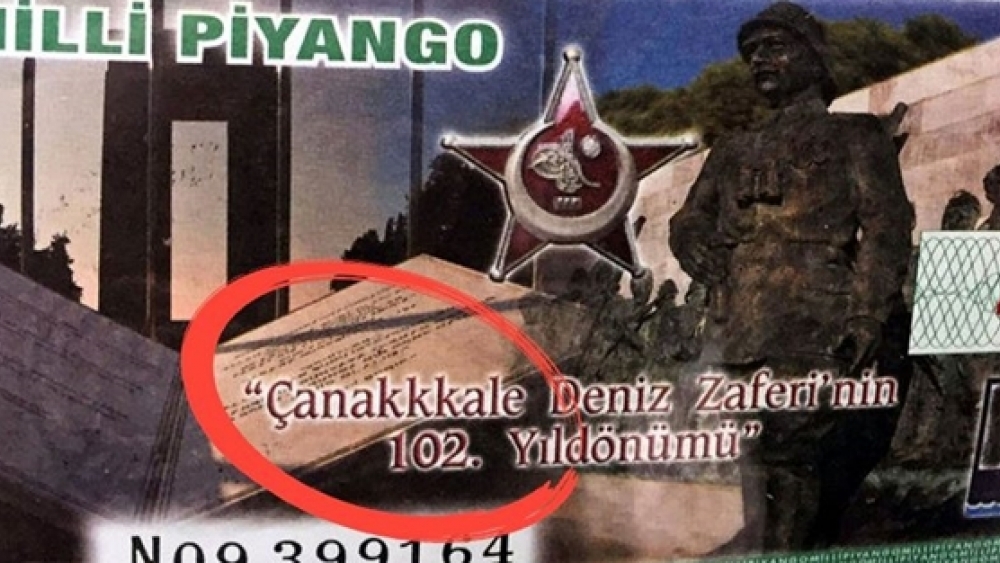 MİLLİ PİYANGO
"Çanakkkale Deniz Zaferi'nin
102. Yıldönümü"
N09 399164